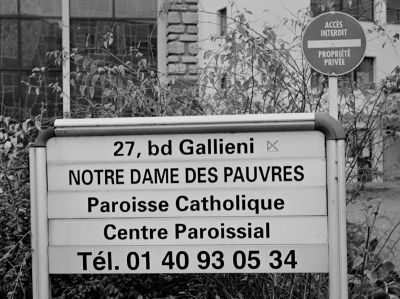 ACCÈS
INTERDIT
PROPRIÉTÉ
PRIVÉE
27, bd Gallieni
NOTRE DAME DES PAUVRES
Paroisse Catholique
Centre Paroissial
Tél. 01 40 93 05 34